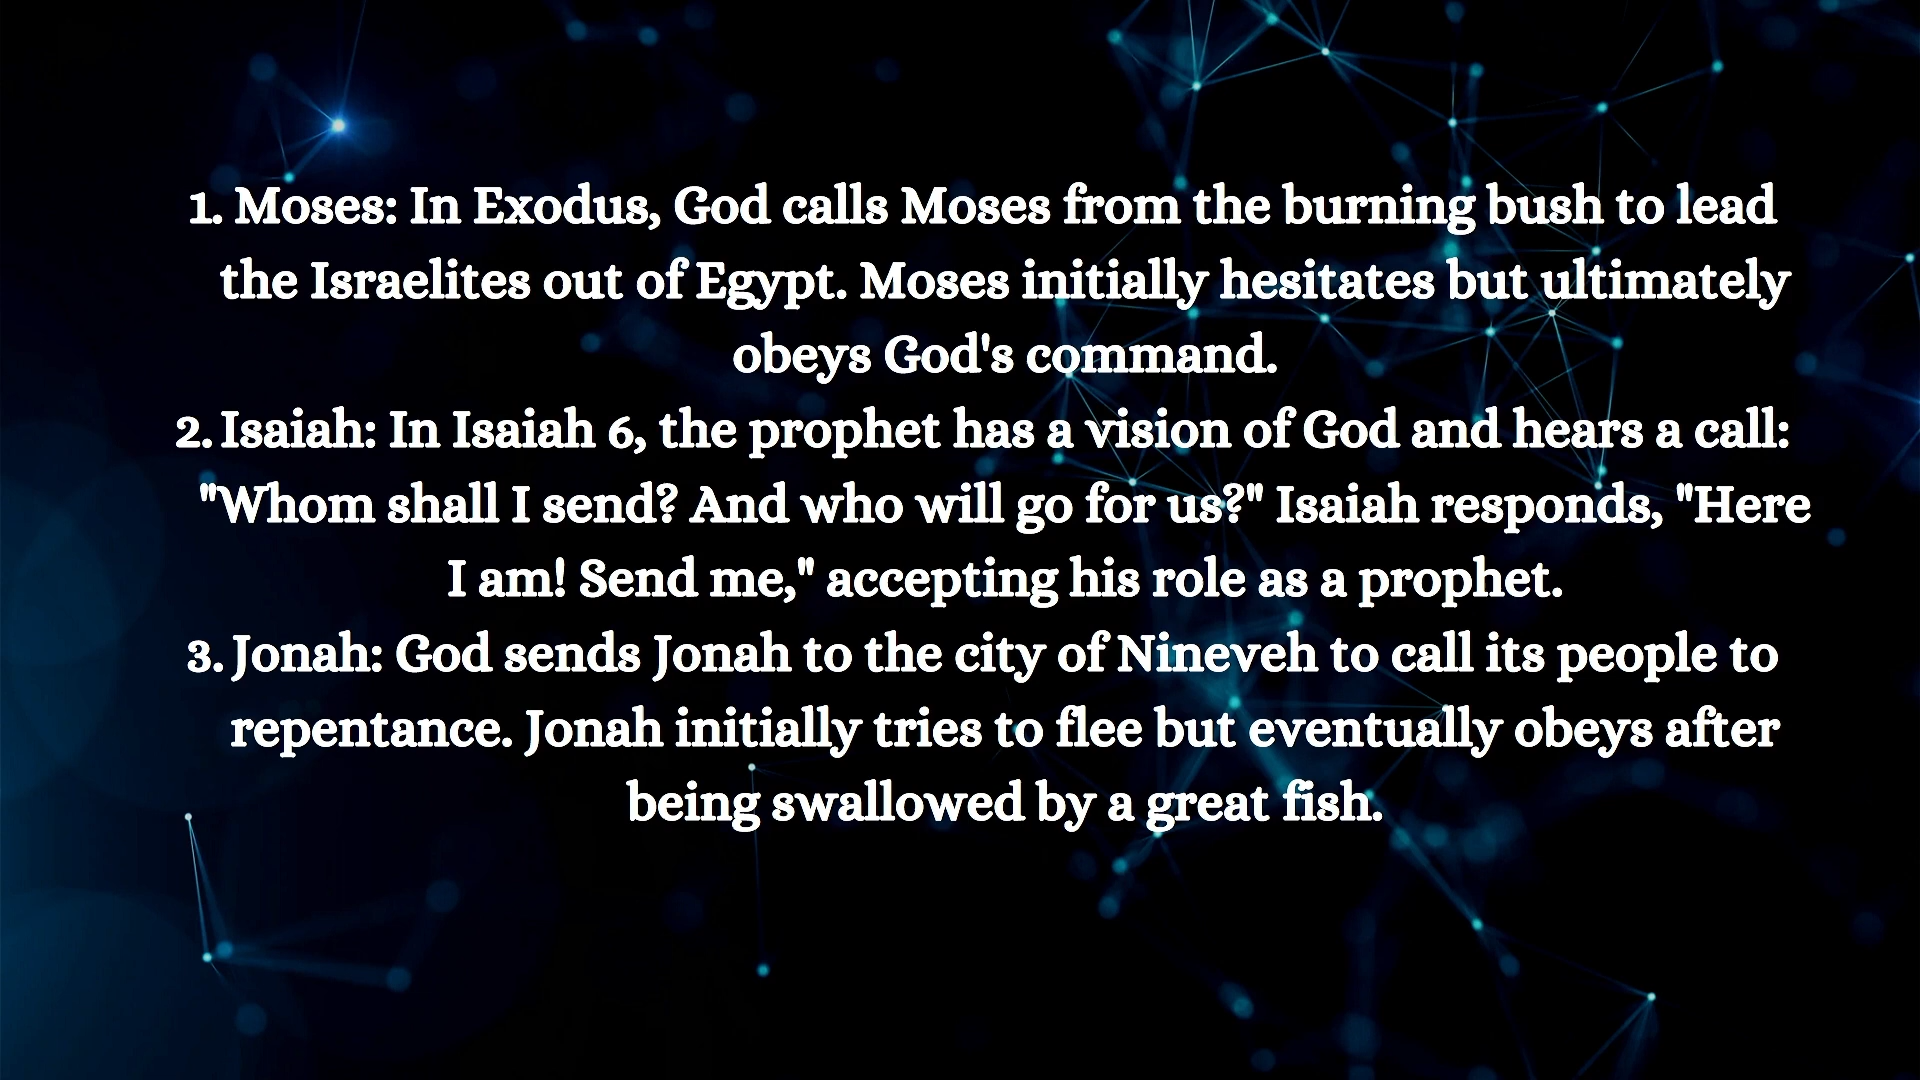 1. Moses: In Exodus, God calls Moses from the burning bush to lead
the Israelites out of Egypt. Moses initially hesitates but ultimately
obeys God's command.
2. Isaiah: In Isaiah 6, the prophet has a vision of God and hears a call:
"Whom shall I send? And who will go for us?" Isaiah responds, "Here
I am! Send me," accepting his role as a prophet.
3. Jonah: God sends Jonah to the city of Nineveh to call its people to
repentance. Jonah initially tries to flee but eventually obeys after
being swallowed by a great fish.